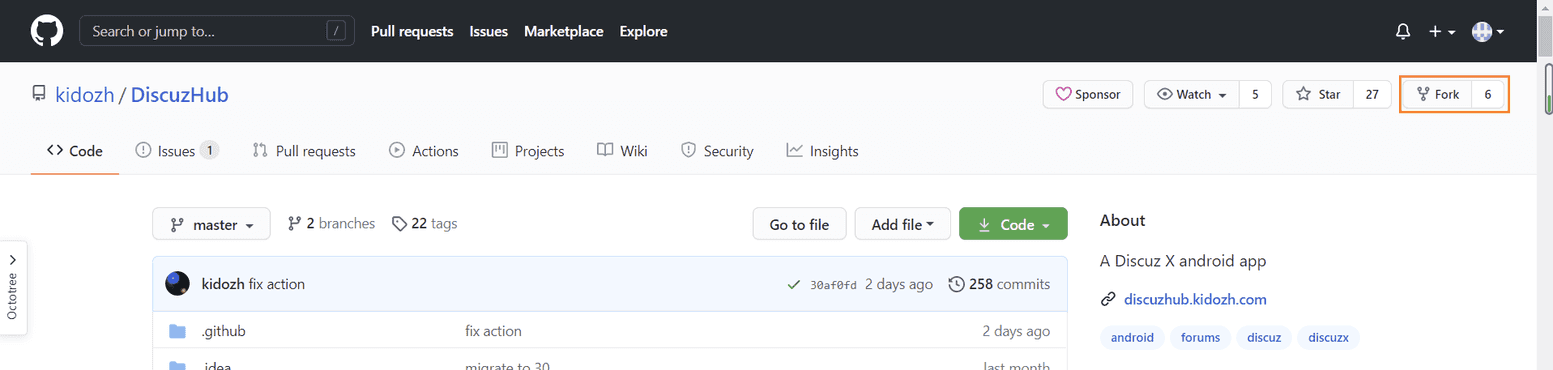 Search or jump to... / Pull requests Issues Marketplace Explore
kidozh / DiscuzHub Sponsor Watch 5 Star 27 Fork 6
Code Issues 1 Pull requests Actions Projects Wiki Security Insights
master 2 branches 22 tags Go to file Add file Code About
A Discuz X android app
kidozh fix action 30af0fd 2 days ago 258 commits
discuzhub.kidozh.com
Octotree
.github fix action 2 days ago
android forums discuz discuzx
.idea migrate to 30 last month